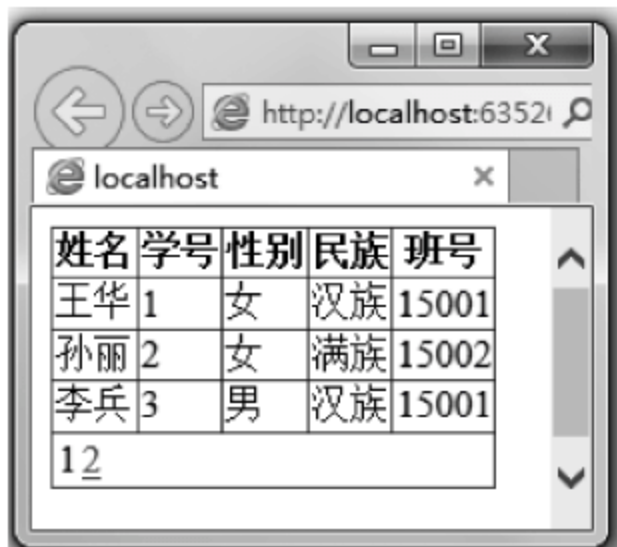 http://localhost:6352
localhost
姓名 学号 性别 民族 班号
王华 1 女 汉族 15001
孙丽 2 女 满族 15002
李兵 3 男 汉族 15001
1 2